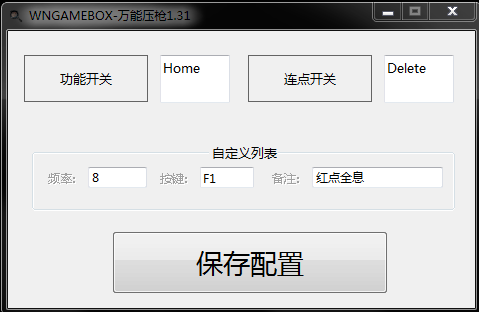 WNGAMEBOX-万能压枪1.31
功能开关 Home 连点开关 Delete
自定义列表
频率: 8 按键: F1 备注: 红点全息
保存配置